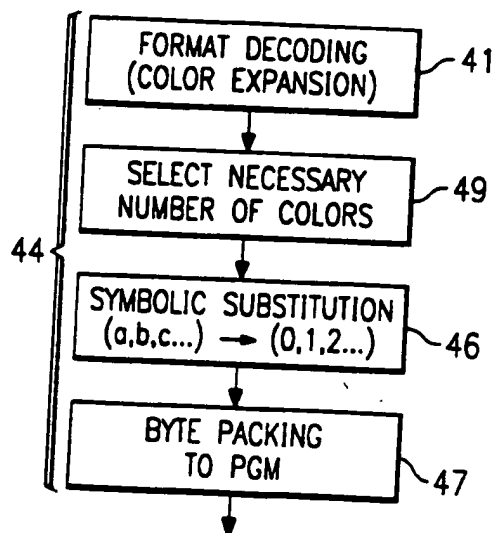 FORMAT DECODING
(COLOR EXPANSION)
41
SELECT NECESSARY
NUMBER OF COLORS
49
44
SYMBOLIC SUBSTITUTION
(a,b,c...) → (0,1,2...)
46
BYTE PACKING
TO PGM
47